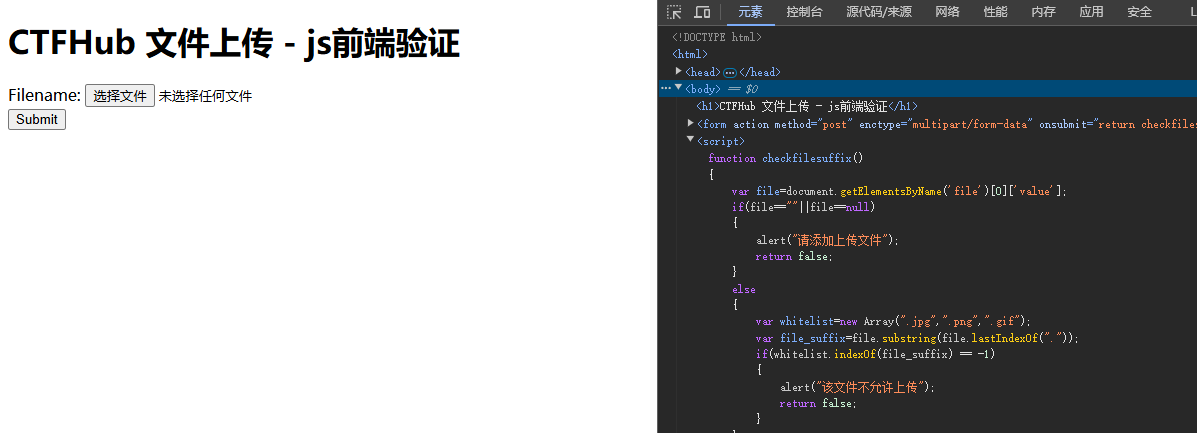 CTFHub 文件上传 - js前端验证
Filename: 选择文件 未选择任何文件
Submit
元素 控制台 源代码/来源 网络 性能 内存 应用 安全 L
<!DOCTYPE html>
<html>
<head>…</head>
… <body> == $0
<h1>CTFHub 文件上传 - js前端验证</h1>
<form action method="post" enctype="multipart/form-data" onsubmit="return checkfiles
<script>
function checkfilesuffix()
{
var file=document.getElementsByName('file')[0]['value'];
if(file==""||file==null)
{
alert("请添加上传文件");
return false;
}
else
{
var whitelist=new Array(".jpg",".png",".gif");
var file_suffix=file.substring(file.lastIndexOf("."));
if(whitelist.indexOf(file_suffix) == -1)
{
alert("该文件不允许上传");
return false;
}